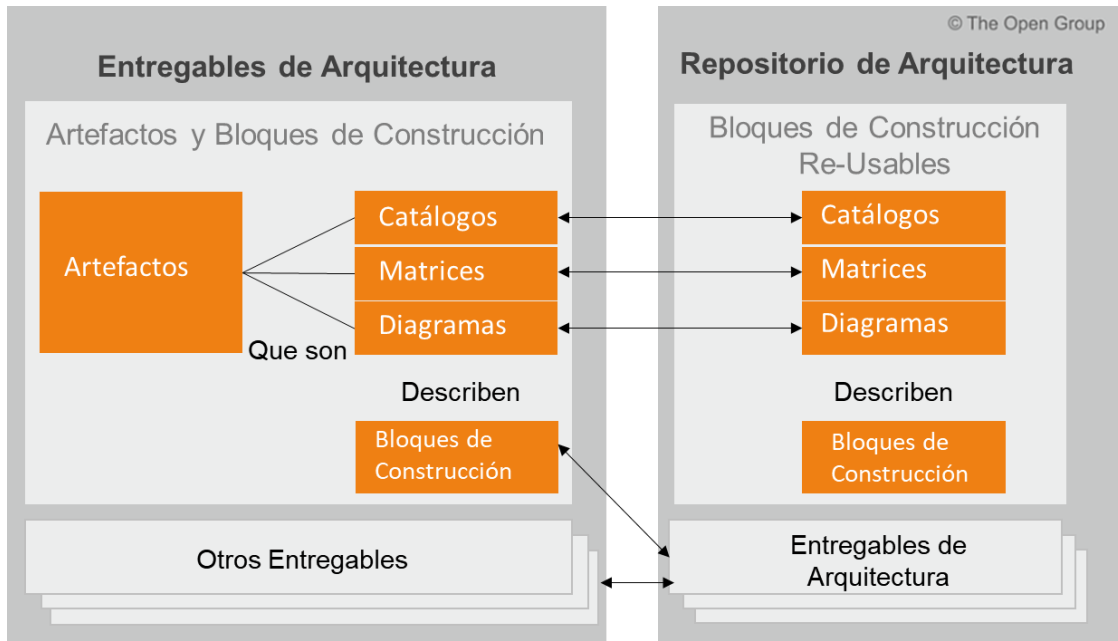 © The Open Group
Entregables de Arquitectura
Artefactos y Bloques de Construcción
Artefactos
Catálogos
Matrices
Diagramas
Que son
Describen
Bloques de
Construcción
Otros Entregables
Repositorio de Arquitectura
Bloques de Construcción
Re-Usables
Catálogos
Matrices
Diagramas
Describen
Bloques de
Construcción
Entregables de
Arquitectura